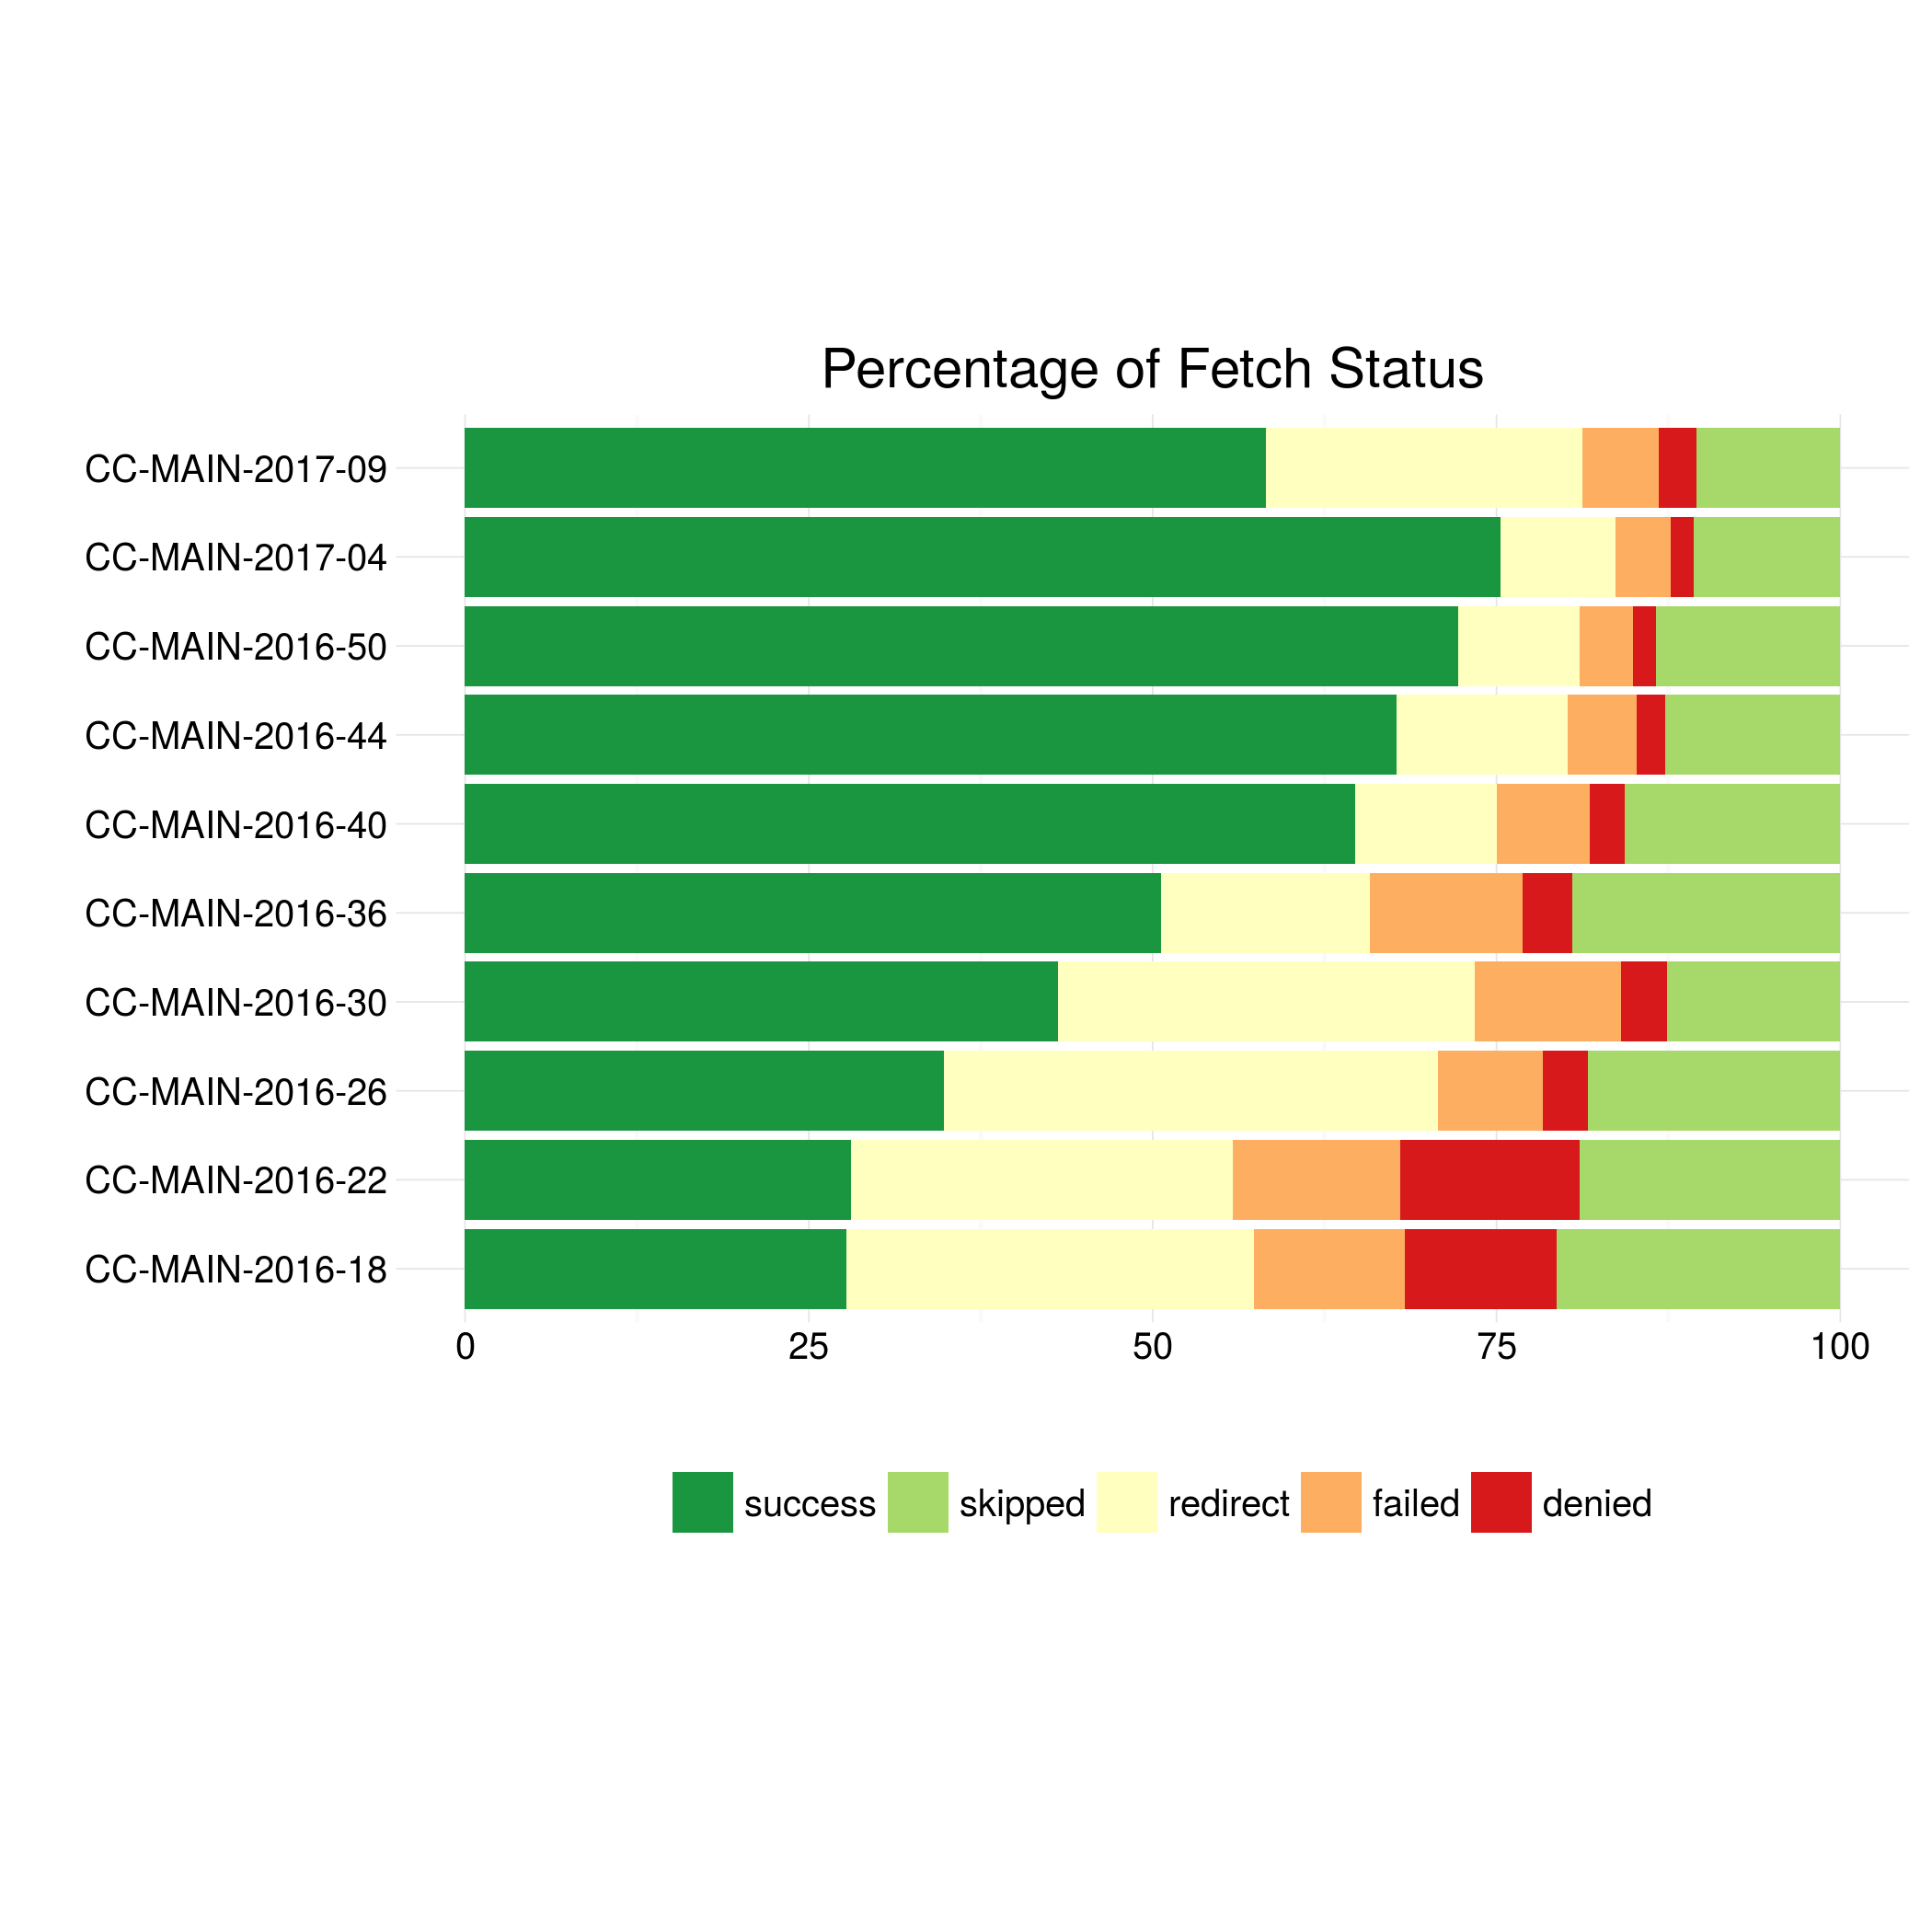 Percentage of Fetch Status
CC-MAIN-2017-09
CC-MAIN-2017-04
CC-MAIN-2016-50
CC-MAIN-2016-44
CC-MAIN-2016-40
CC-MAIN-2016-36
CC-MAIN-2016-30
CC-MAIN-2016-26
CC-MAIN-2016-22
CC-MAIN-2016-18
0 25 50 75 100
success skipped redirect failed denied